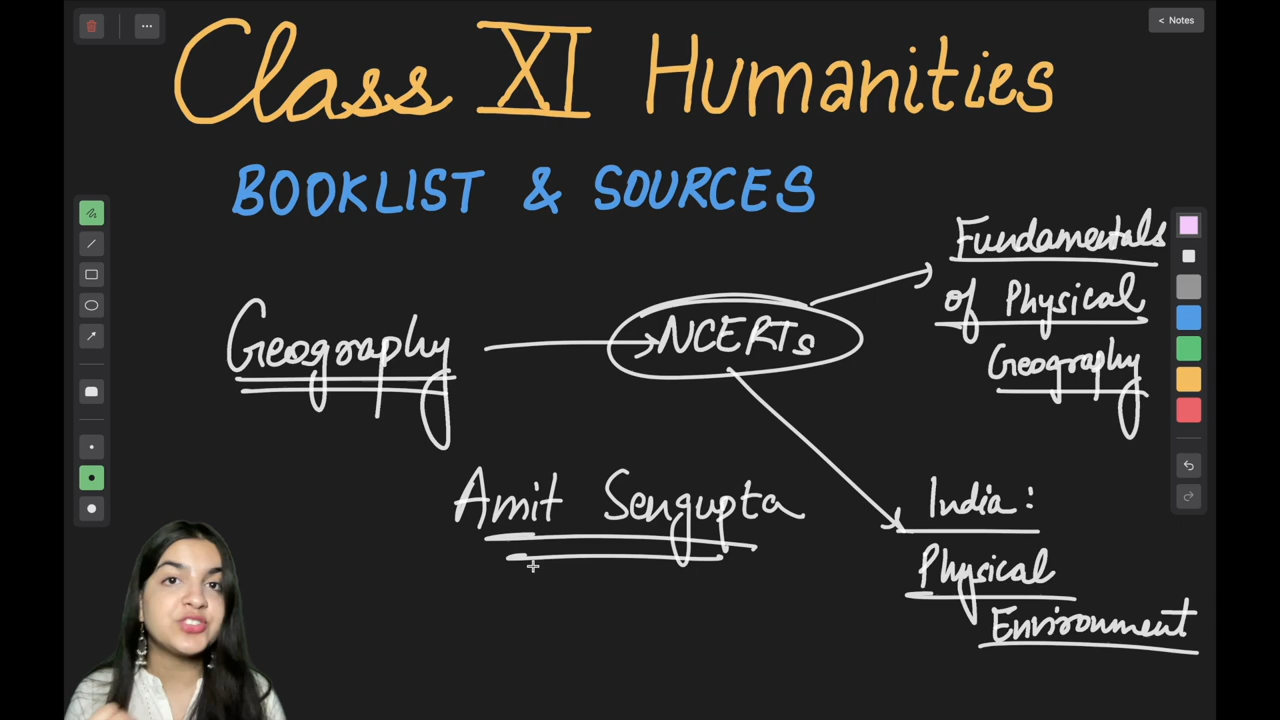 < Notes
Class XI Humanities
BOOKLIST & SOURCES
Geography
NCERTs
Fundamentals
of Physical
Geography
Amit Sengupta
India:
Physical
Environment